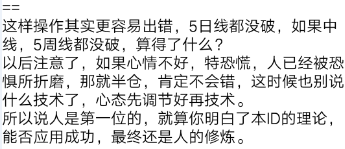 ==
这样操作其实更容易出错，5日线都没破，如果中
线，5周线都没破，算得了什么？
以后注意了，如果心情不好，特恐慌，人已经被恐
惧所折磨，那就半仓，肯定不会错，这时候也别说
什么技术了，心态先调节好再技术。
所以说人是第一位的，就算你明白了本ID的理论，
能否应用成功，最终还是人的修炼。